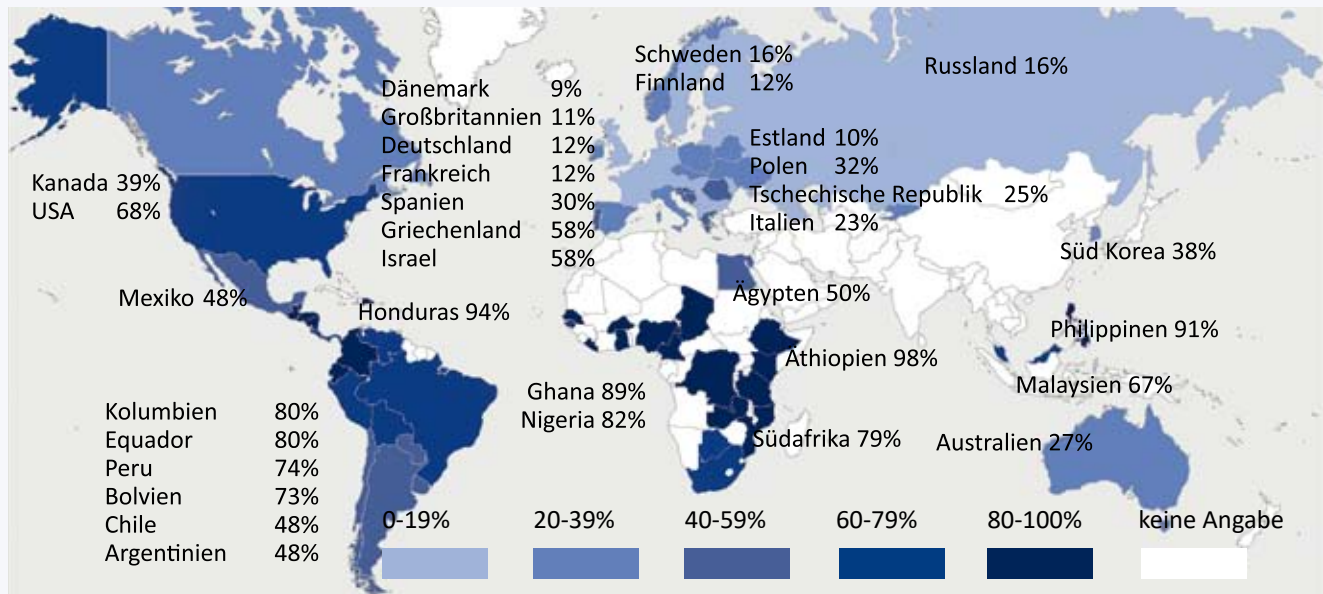 Schweden 16%
Finnland 12%
Russland 16%
Dänemark 9%
Großbritannien 11%
Deutschland 12%
Frankreich 12%
Spanien 30%
Griechenland 58%
Israel 58%
Estland 10%
Polen 32%
Tschechische Republik 25%
Italien 23%
Kanada 39%
USA 68%
Süd Korea 38%
Mexiko 48%
Honduras 94%
Ägypten 50%
Philippinen 91%
Äthiopien 98%
Malaysien 67%
Ghana 89%
Nigeria 82%
Südafrika 79%
Australien 27%
Kolumbien 80%
Equador 80%
Peru 74%
Bolvien 73%
Chile 48%
Argentinien 48%
0-19% 20-39% 40-59% 60-79% 80-100% keine Angabe